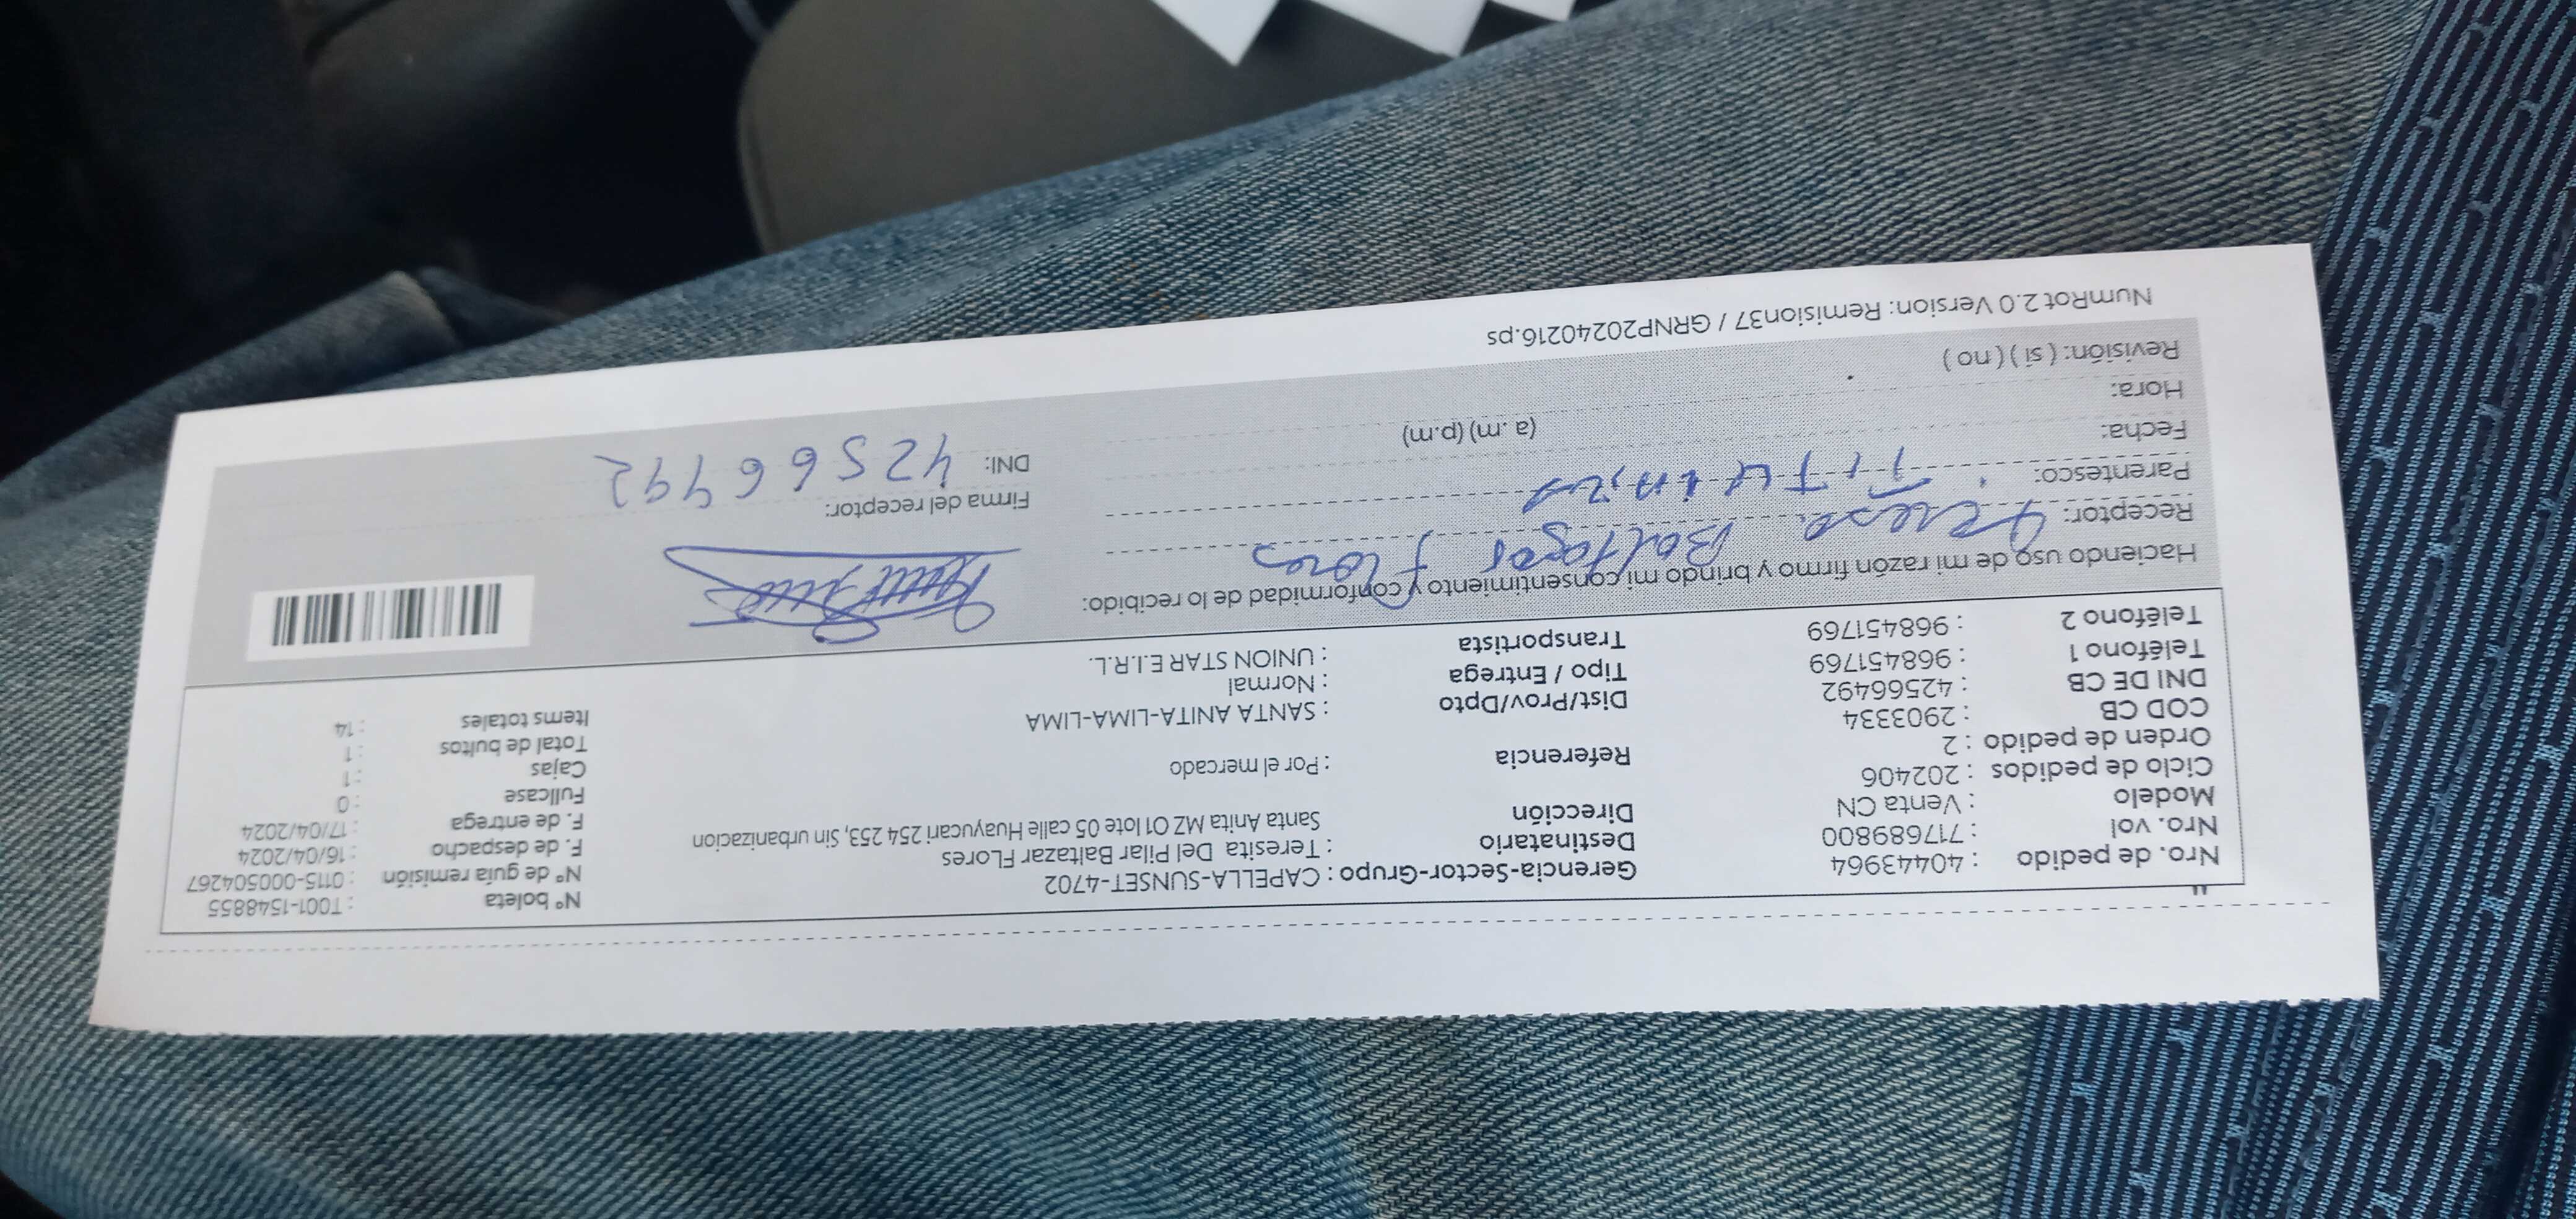 Nro. de pedido : 40443964
Nro. vol : 717689800
Modelo : Venta CN
Ciclo de pedidos : 202406
Orden de pedido : 2
COD CB : 2903334
DNI DE CB : 42566492
Teléfono 1 : 968451769
Teléfono 2 : 968451769
Gerencia-Sector-Grupo : CAPELLA-SUNSET-4702
Destinatario : Teresita Del Pilar Baltazar FLores
Dirección Santa Anita MZ O1 lote 05 calle Huayucari 254 253, Sin urbanizacion
Referencia : Por el mercado
Dist/Prov/Dpto : SANTA ANITA-LIMA-LIMA
Tipo / Entrega : Normal
Transportista : UNION STAR E.I.R.L.
N° boleta : T001-1548855
N° de guía remisión : 0115-000504267
F. de despacho : 16/04/2024
F. de entrega : 17/04/2024
Fullcase : 0
Cajas : 1
Total de bultos : 1
Items totales : 14
Haciendo uso de mi razón firmo y brindo mi consentimiento y conformidad de lo recibido:
Receptor: Flores
Parentesco:
Fecha:
Hora: (a .m) (p.m)
Revisión: ( si ) ( no )
Firma del receptor:
DNI: 42566492
NumRot 2.0 Version: Remision37 / GRNP20240216.ps